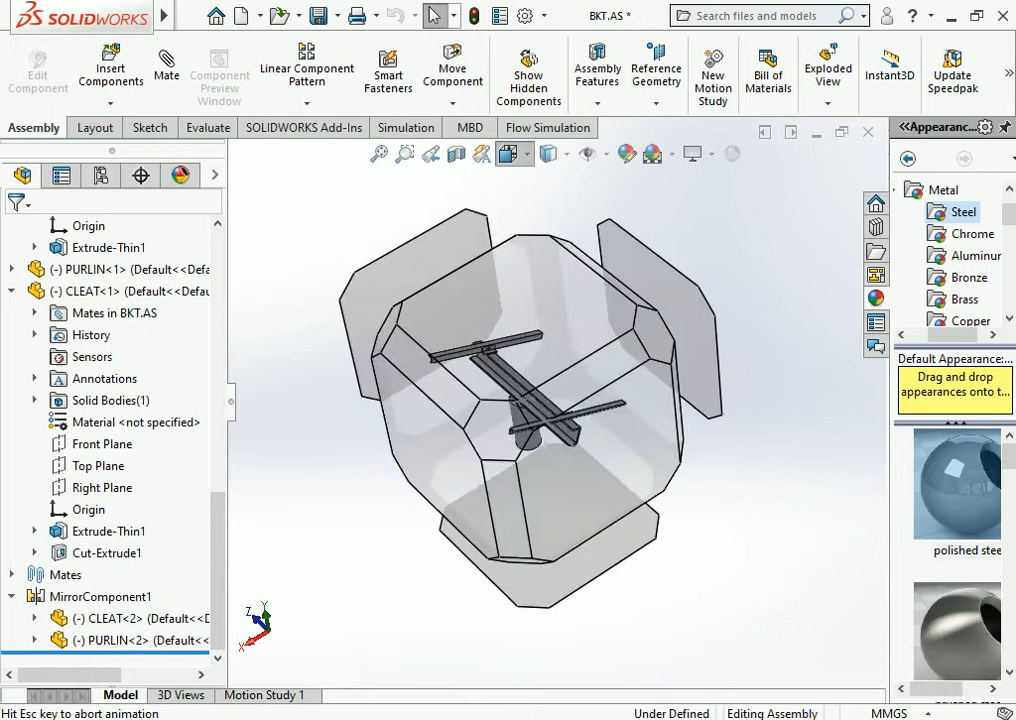 SOLIDWORKS
BKT.AS *
Search files and models
Edit Component
Insert Components
Mate
Component Preview Window
Linear Component Pattern
Smart Fasteners
Move Component
Show Hidden Components
Assembly Features
Reference Geometry
New Motion Study
Bill of Materials
Exploded View
Instant3D
Update Speedpak
Assembly
Layout
Sketch
Evaluate
SOLIDWORKS Add-Ins
Simulation
MBD
Flow Simulation
<<Appearanc...
Origin
Extrude-Thin1
(-) PURLIN<1> (Default<<Defa
(-) CLEAT<1> (Default<<Defau
Mates in BKT.AS
History
Sensors
Annotations
Solid Bodies(1)
Material <not specified>
Front Plane
Top Plane
Right Plane
Origin
Extrude-Thin1
Cut-Extrude1
Mates
MirrorComponent1
(-) CLEAT<2> (Default<<D
(-) PURLIN<2> (Default<<
Metal
Steel
Chrome
Aluminur
Bronze
Brass
Copper
Default Appearance:...
Drag and drop
appearances onto t...
polished stee
Z
Y
X
Model
3D Views
Motion Study 1
Hit Esc key to abort animation
Under Defined
Editing Assembly
MMGS